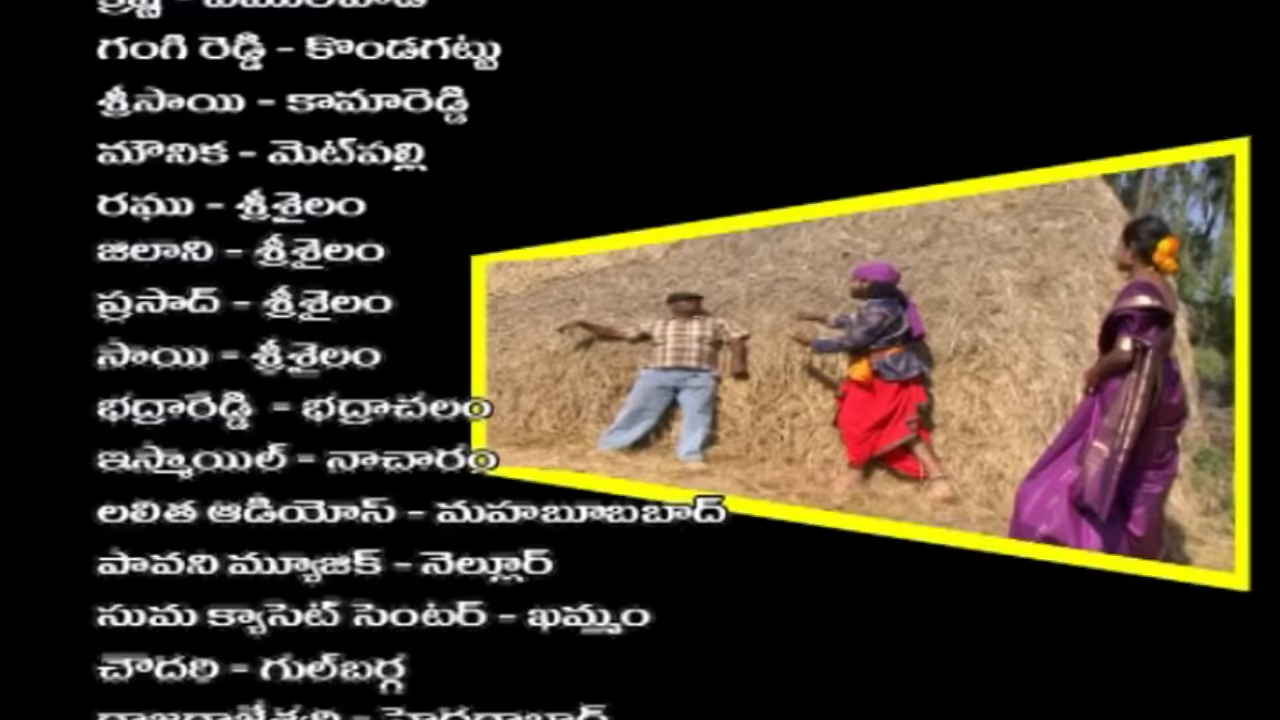 గంగి రెడ్డి - కొండగట్టు
శ్రీసాయి - కామారెడ్డి
మౌనిక - మెట్‌పల్లి
రఘు - శ్రీశైలం
జిలాని - శ్రీశైలం
ప్రసాద్ - శ్రీశైలం
సాయి - శ్రీశైలం
భద్రారెడ్డి - భద్రాచలం
ఇస్మాయిల్ - నాచారం
లలిత ఆడియోస్ - మహబూబబాద్
పావని మ్యూజిక్ - నెల్లూర్
సుమ క్యాసెట్ సెంటర్ - ఖమ్మం
చౌదరి - గుల్‌బర్గ